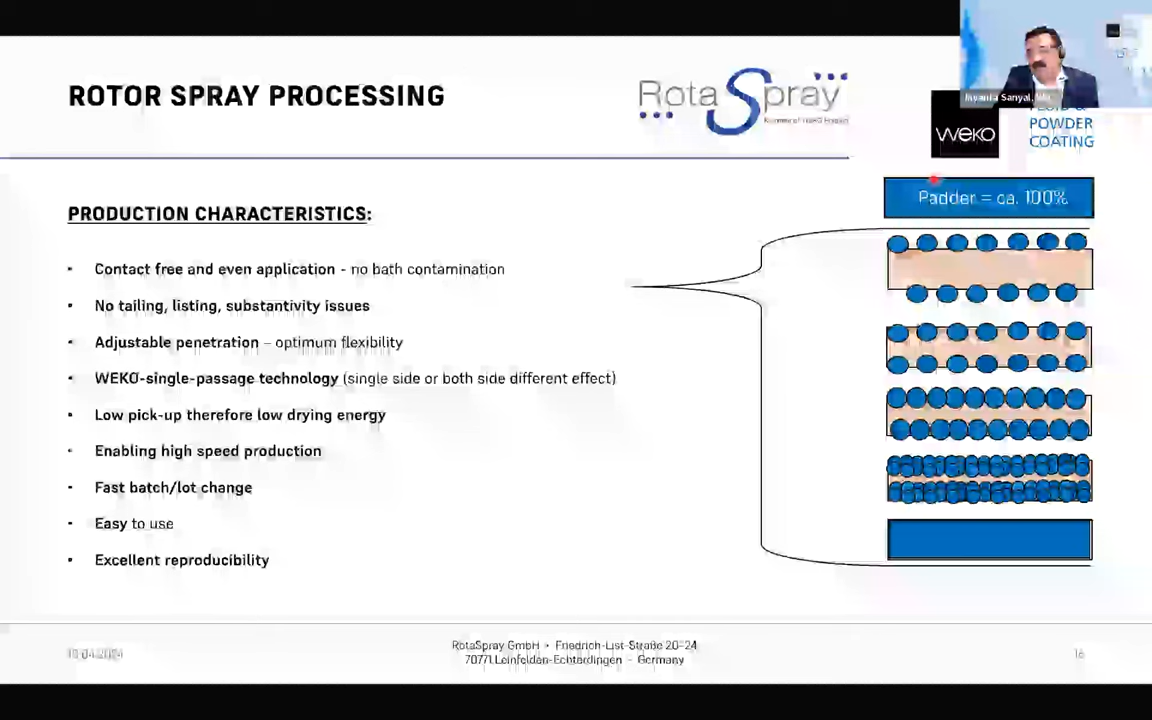 ROTOR SPRAY PROCESSING
RotaSpray
weko
POWDER
COATING
Padder = ca. 100%
PRODUCTION CHARACTERISTICS:
• Contact free and even application - no bath contamination
• No tailing, listing, substantivity issues
• Adjustable penetration – optimum flexibility
• WEKO-single-passage technology (single side or both side different effect)
• Low pick-up therefore low drying energy
• Enabling high speed production
• Fast batch/lot change
• Easy to use
• Excellent reproducibility
RotaSpray GmbH • Friedrich-List-Straße 20-24
70771 Leinfelden-Echterdingen - Germany
16